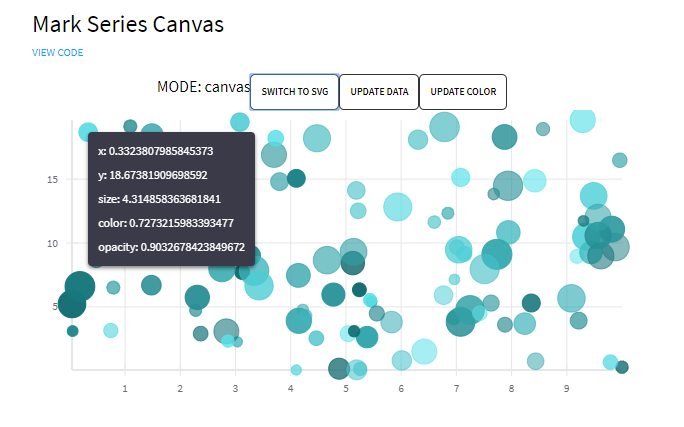 Mark Series Canvas
VIEW CODE
MODE: canvas SWITCH TO SVG UPDATE DATA UPDATE COLOR
x: 0.3323807985845373
y: 18.67381909698592
size: 4.314858363681841
color: 0.7273215983393477
opacity: 0.9032678423849672
15
10
5
1 2 3 4 5 6 7 8 9